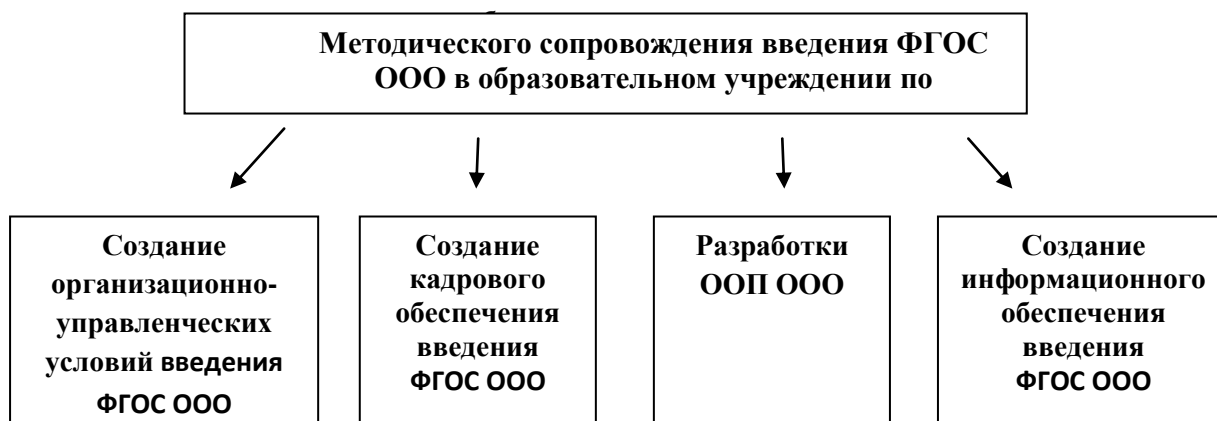 Методического сопровождения введения ФГОС
ООО в образовательном учреждении по
Создание
организационно-
управленческих
условий введения
ФГОС ООО
Создание
кадрового
обеспечения
введения
ФГОС ООО
Разработки
ООП ООО
Создание
информационного
обеспечения
введения
ФГОС ООО